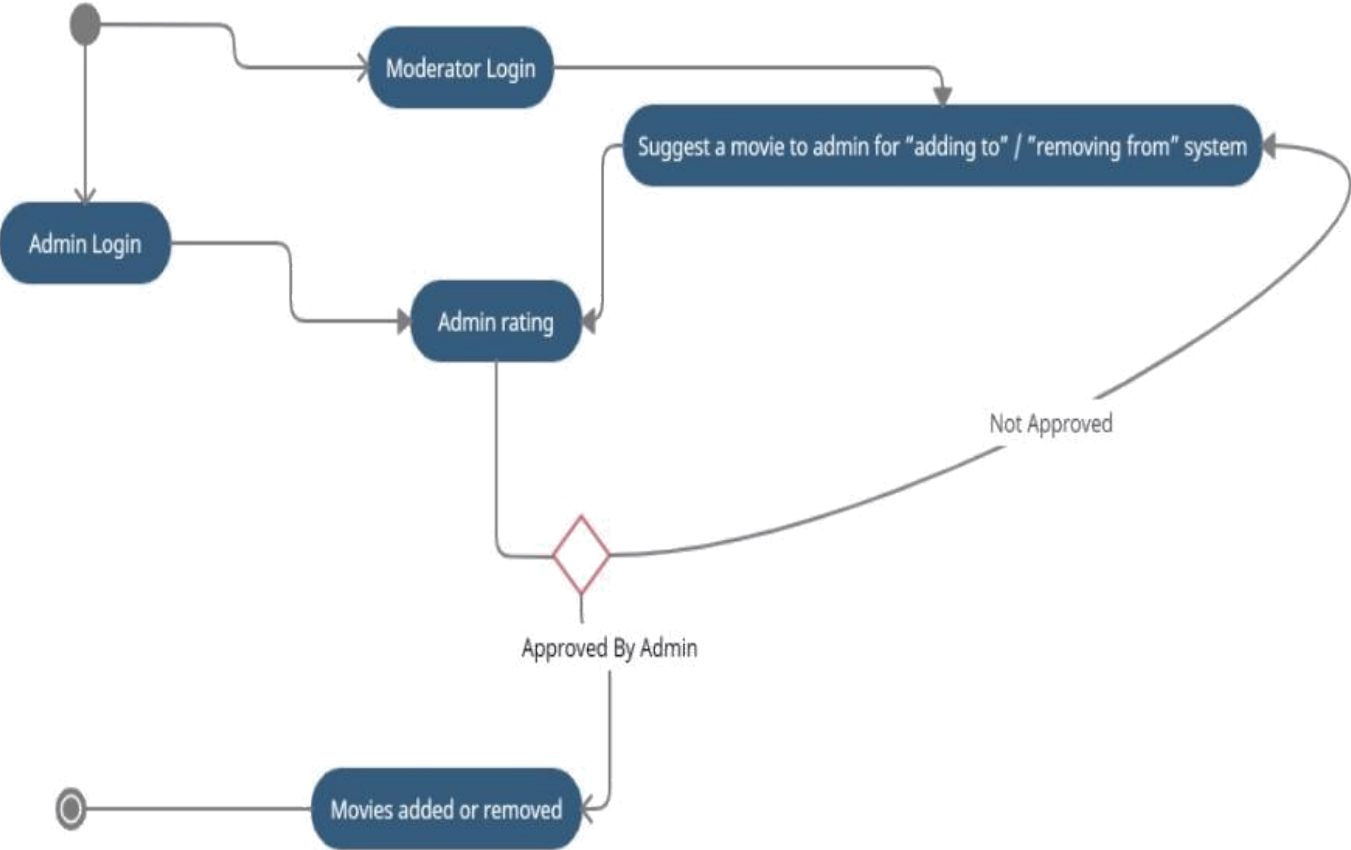 Moderator Login
Suggest a movie to admin for “adding to” / ”removing from” system
Admin Login
Admin rating
Not Approved
Approved By Admin
Movies added or removed